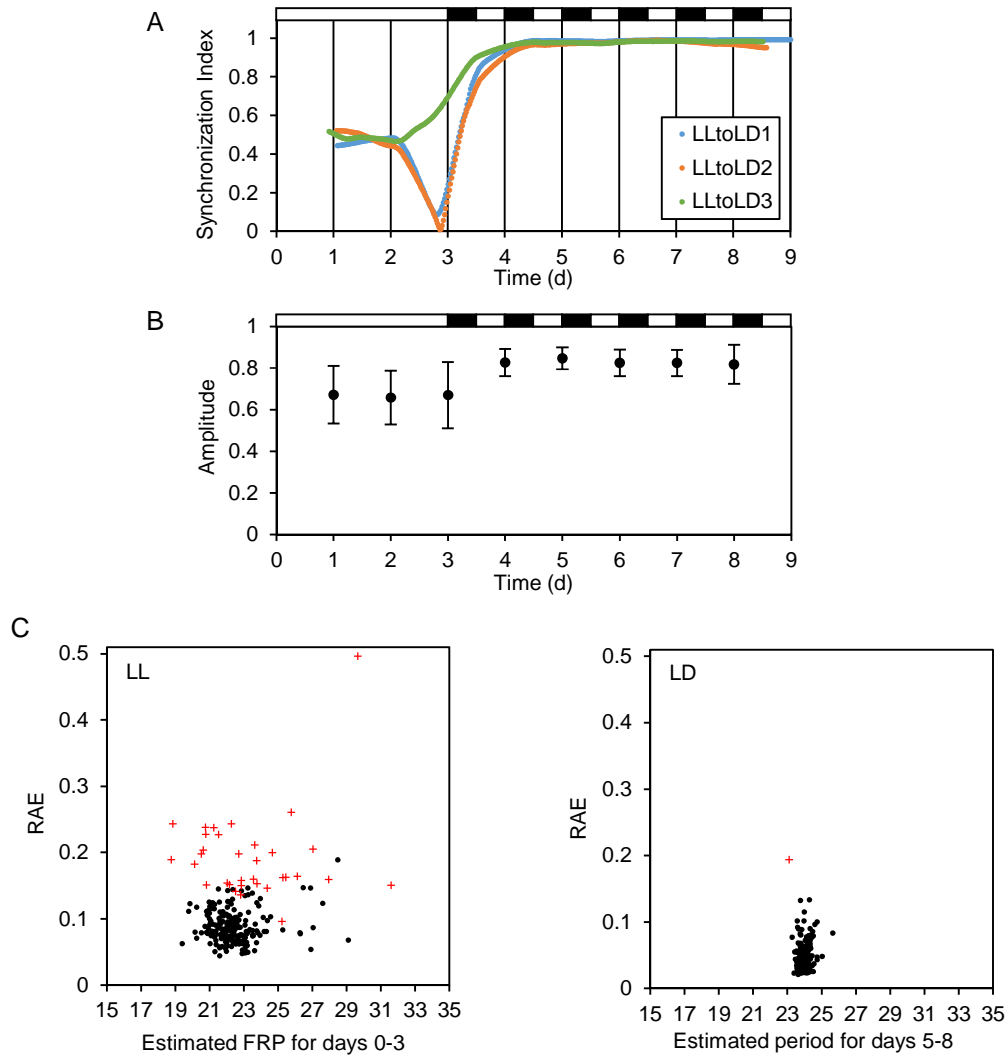 A
Synchronization Index
1
0.8
0.6
0.4
0.2
0
0 1 2 3 4 5 6 7 8 9
Time (d)
LLtoLD1
LLtoLD2
LLtoLD3
B
Amplitude
1
0.8
0.6
0.4
0.2
0
0 1 2 3 4 5 6 7 8 9
Time (d)
C
LL
RAE
0.5
0.4
0.3
0.2
0.1
0
15 17 19 21 23 25 27 29 31 33 35
Estimated FRP for days 0-3
LD
RAE
0.5
0.4
0.3
0.2
0.1
0
15 17 19 21 23 25 27 29 31 33 35
Estimated period for days 5-8